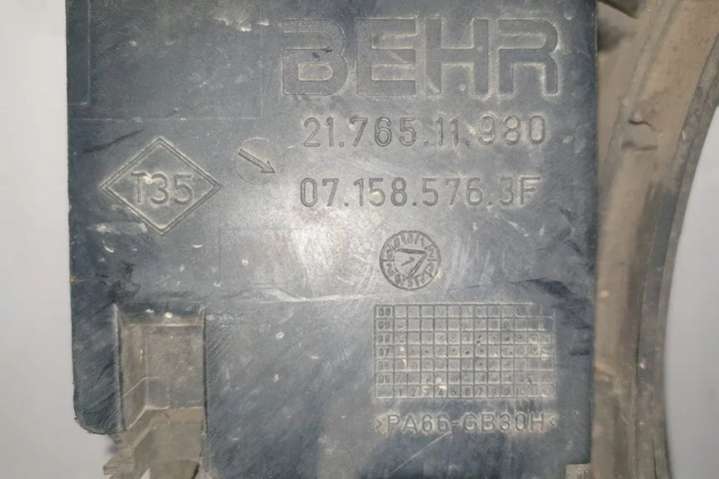 BEHR
21.765.11.980
T35
07.158.576.3F
>PA66-GB30H<